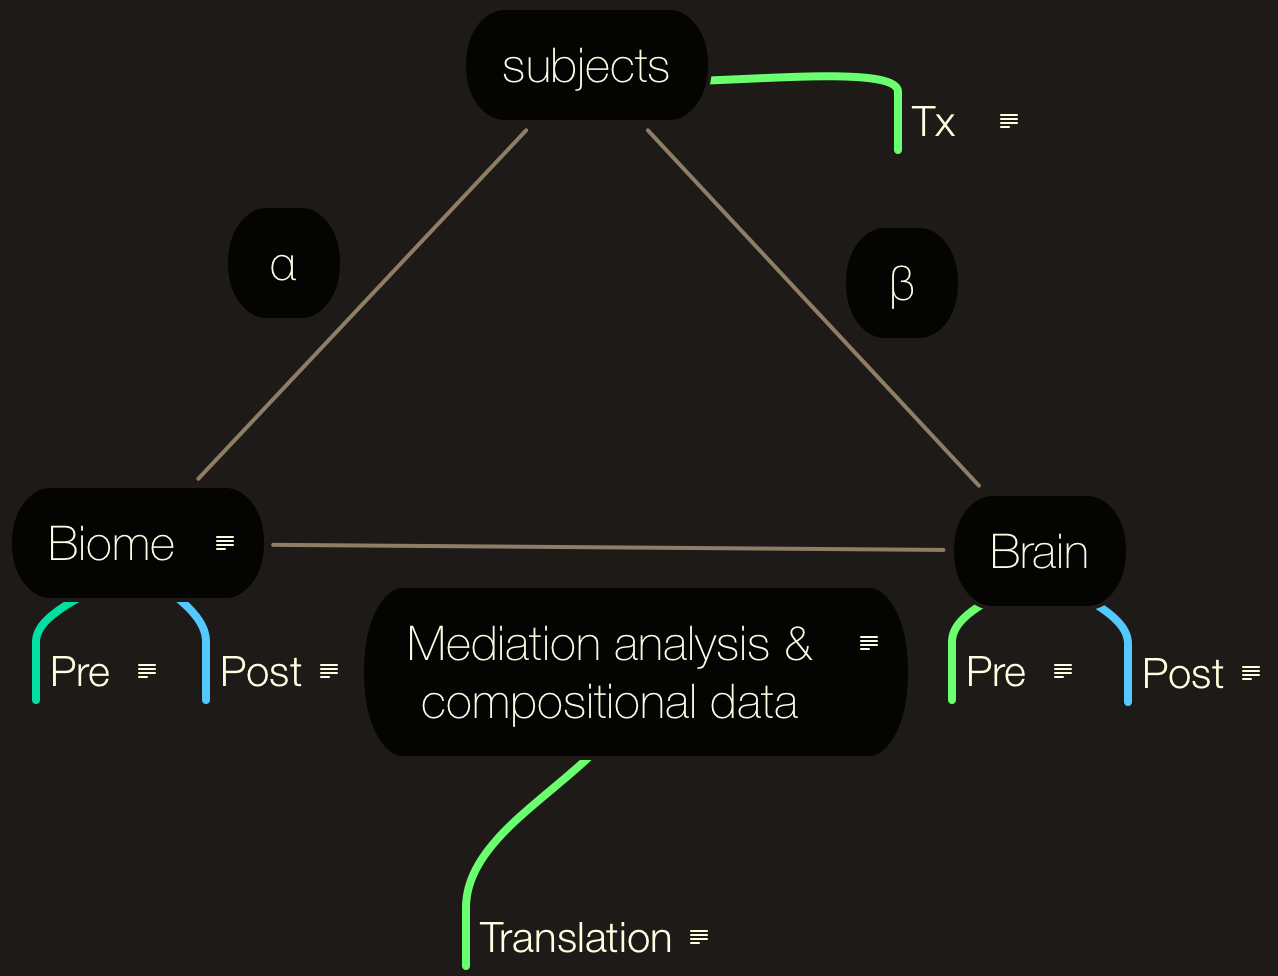 subjects
Tx
α
β
Biome
Brain
Pre
Post
Mediation analysis &
compositional data
Pre
Post
Translation